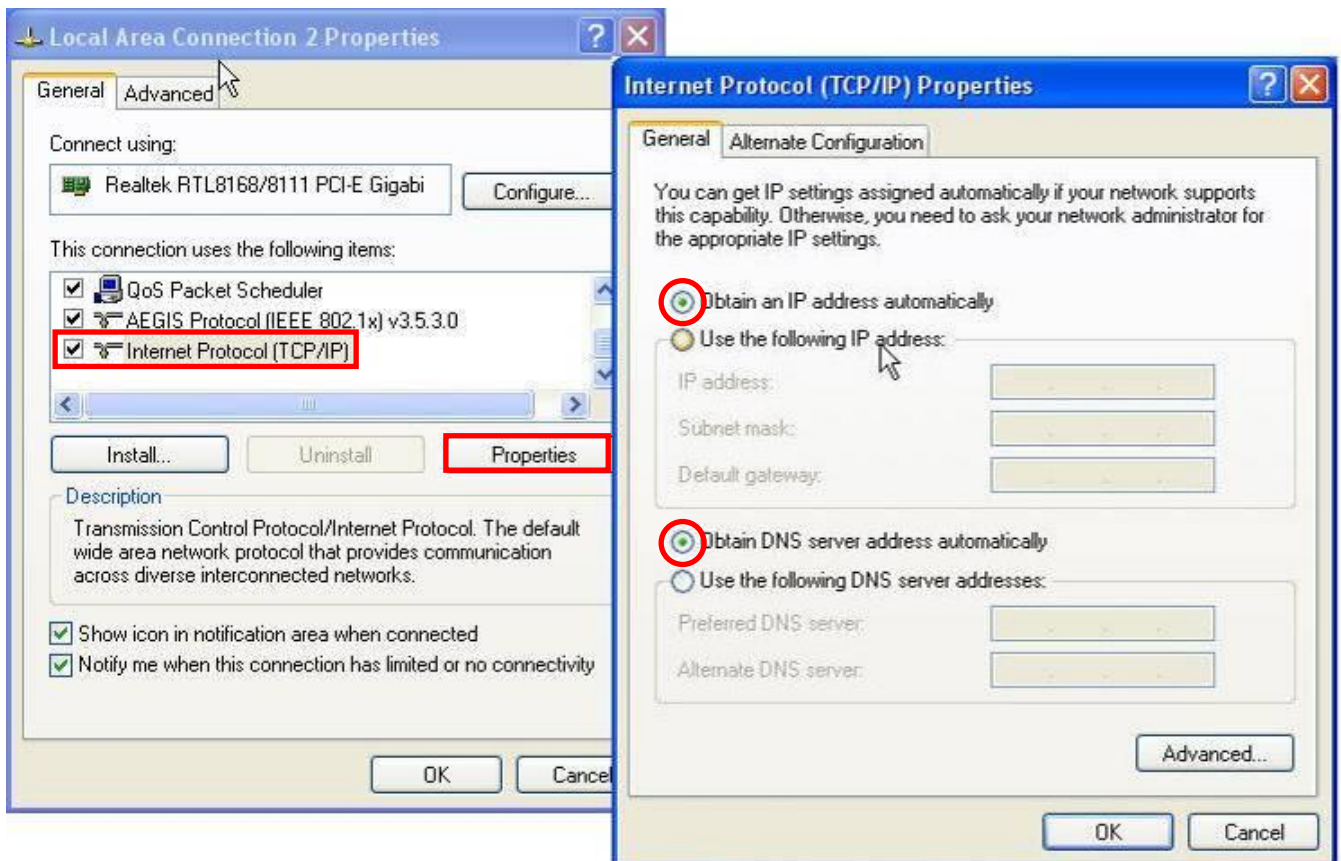 Local Area Connection 2 Properties
General
Advanced
Connect using:
Realtek RTL8168/8111 PCI-E Gigabi
Configure...
This connection uses the following items:
QoS Packet Scheduler
AEGIS Protocol (IEEE 802.1x) v3.5.3.0
Internet Protocol (TCP/IP)
Install...
Uninstall
Properties
Description
Transmission Control Protocol/Internet Protocol. The default
wide area network protocol that provides communication
across diverse interconnected networks.
Show icon in notification area when connected
Notify me when this connection has limited or no connectivity
OK
Cancel
Internet Protocol (TCP/IP) Properties
General
Alternate Configuration
You can get IP settings assigned automatically if your network supports
this capability. Otherwise, you need to ask your network administrator for
the appropriate IP settings.
Obtain an IP address automatically
Use the following IP address:
IP address:
Subnet mask:
Default gateway:
Obtain DNS server address automatically
Use the following DNS server addresses:
Preferred DNS server:
Alternate DNS server:
Advanced...
OK
Cancel